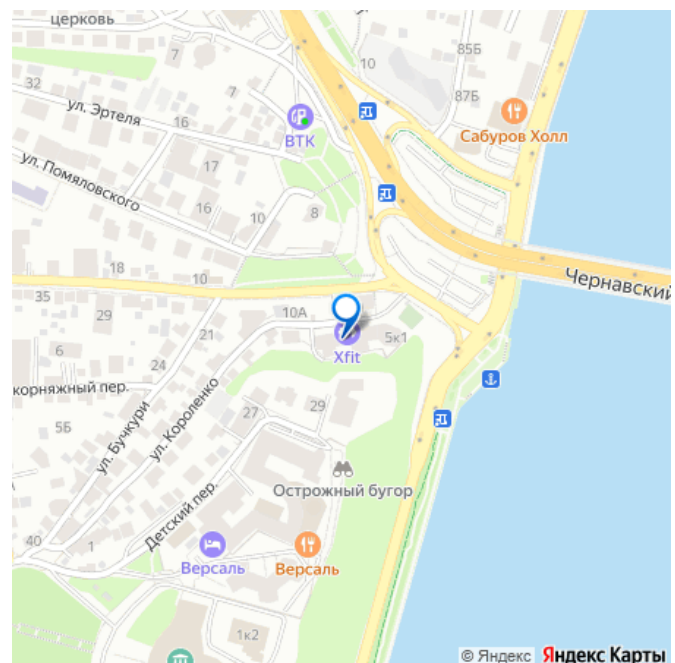 церковь
7
10
85Б
32
7
87Б
ул. Эртеля
16
ВТК
Сабуров Холл
17
ул. Помяловского
16
10
8
18
10
Чернавский
35
29
21
10А
5к1
Xfit
6
24
корняжный пер.
27
29
5Б
ул. Бучкури
ул. Короленко
Острожный бугор
Детский пер.
40
1
Версаль
Версаль
1к2
© Яндекс Яндекс Карты